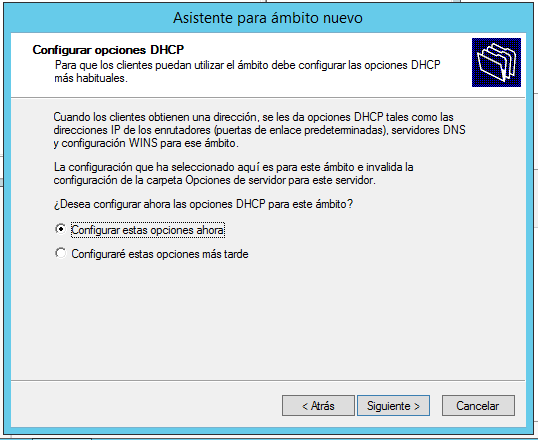 Asistente para ámbito nuevo
Configurar opciones DHCP
Para que los clientes puedan utilizar el ámbito debe configurar las opciones DHCP
más habituales.
Cuando los clientes obtienen una dirección, se les da opciones DHCP tales como las
direcciones IP de los enrutadores (puertas de enlace predeterminadas), servidores DNS
y configuración WINS para ese ámbito.
La configuración que ha seleccionado aquí es para este ámbito e invalida la
configuración de la carpeta Opciones de servidor para este servidor.
¿Desea configurar ahora las opciones DHCP para este ámbito?
Configurar estas opciones ahora
Configuraré estas opciones más tarde
< Atrás Siguiente > Cancelar